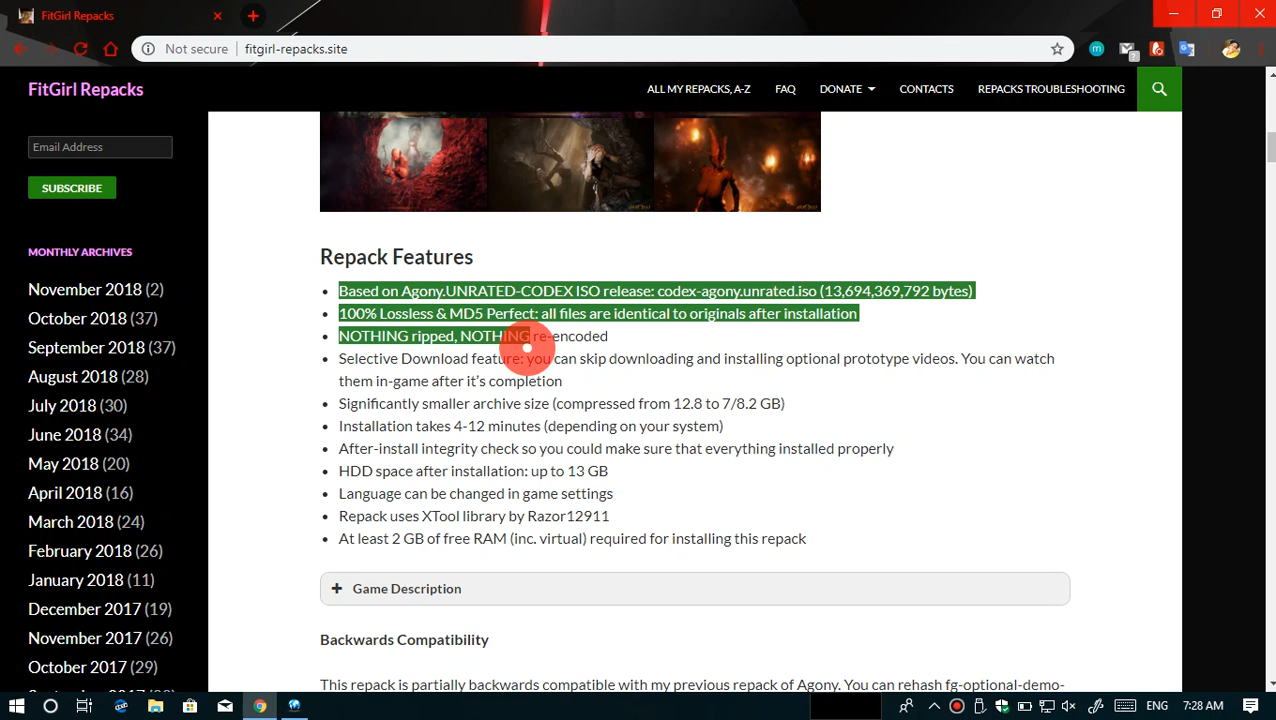 FitGirl Repacks
Not secure
fitgirl-repacks.site
FitGirl Repacks
ALL MY REPACKS, A-Z
FAQ
DONATE
CONTACTS
REPACKS TROUBLESHOOTING
Email Address
SUBSCRIBE
MONTHLY ARCHIVES
November 2018 (2)
October 2018 (37)
September 2018 (37)
August 2018 (28)
July 2018 (30)
June 2018 (34)
May 2018 (20)
April 2018 (16)
March 2018 (24)
February 2018 (26)
January 2018 (11)
December 2017 (19)
November 2017 (26)
October 2017 (29)
Repack Features
Based on Agony.UNRATED-CODEX ISO release: codex-agony.unrated.iso (13,694,369,792 bytes)
100% Lossless & MD5 Perfect: all files are identical to originals after installation
NOTHING ripped, NOTHING re-encoded
Selective Download feature: you can skip downloading and installing optional prototype videos. You can watch
them in-game after it's completion
Significantly smaller archive size (compressed from 12.8 to 7/8.2 GB)
Installation takes 4-12 minutes (depending on your system)
After-install integrity check so you could make sure that everything installed properly
HDD space after installation: up to 13 GB
Language can be changed in game settings
Repack uses XTool library by Razor12911
At least 2 GB of free RAM (inc. virtual) required for installing this repack
Game Description
Backwards Compatibility
This repack is partially backwards compatible with my previous repack of Agony. You can rehash fg-optional-demo-
ENG
7:28 AM